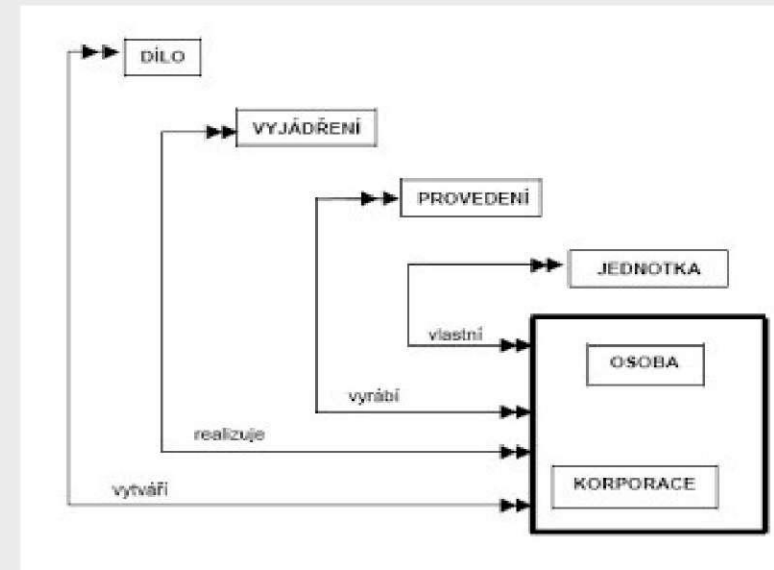 DÍLO
VYJÁDŘENÍ
PROVEDENÍ
JEDNOTKA
vlastní
OSOBA
vyrábí
realizuje
KORPORACE
vytváří